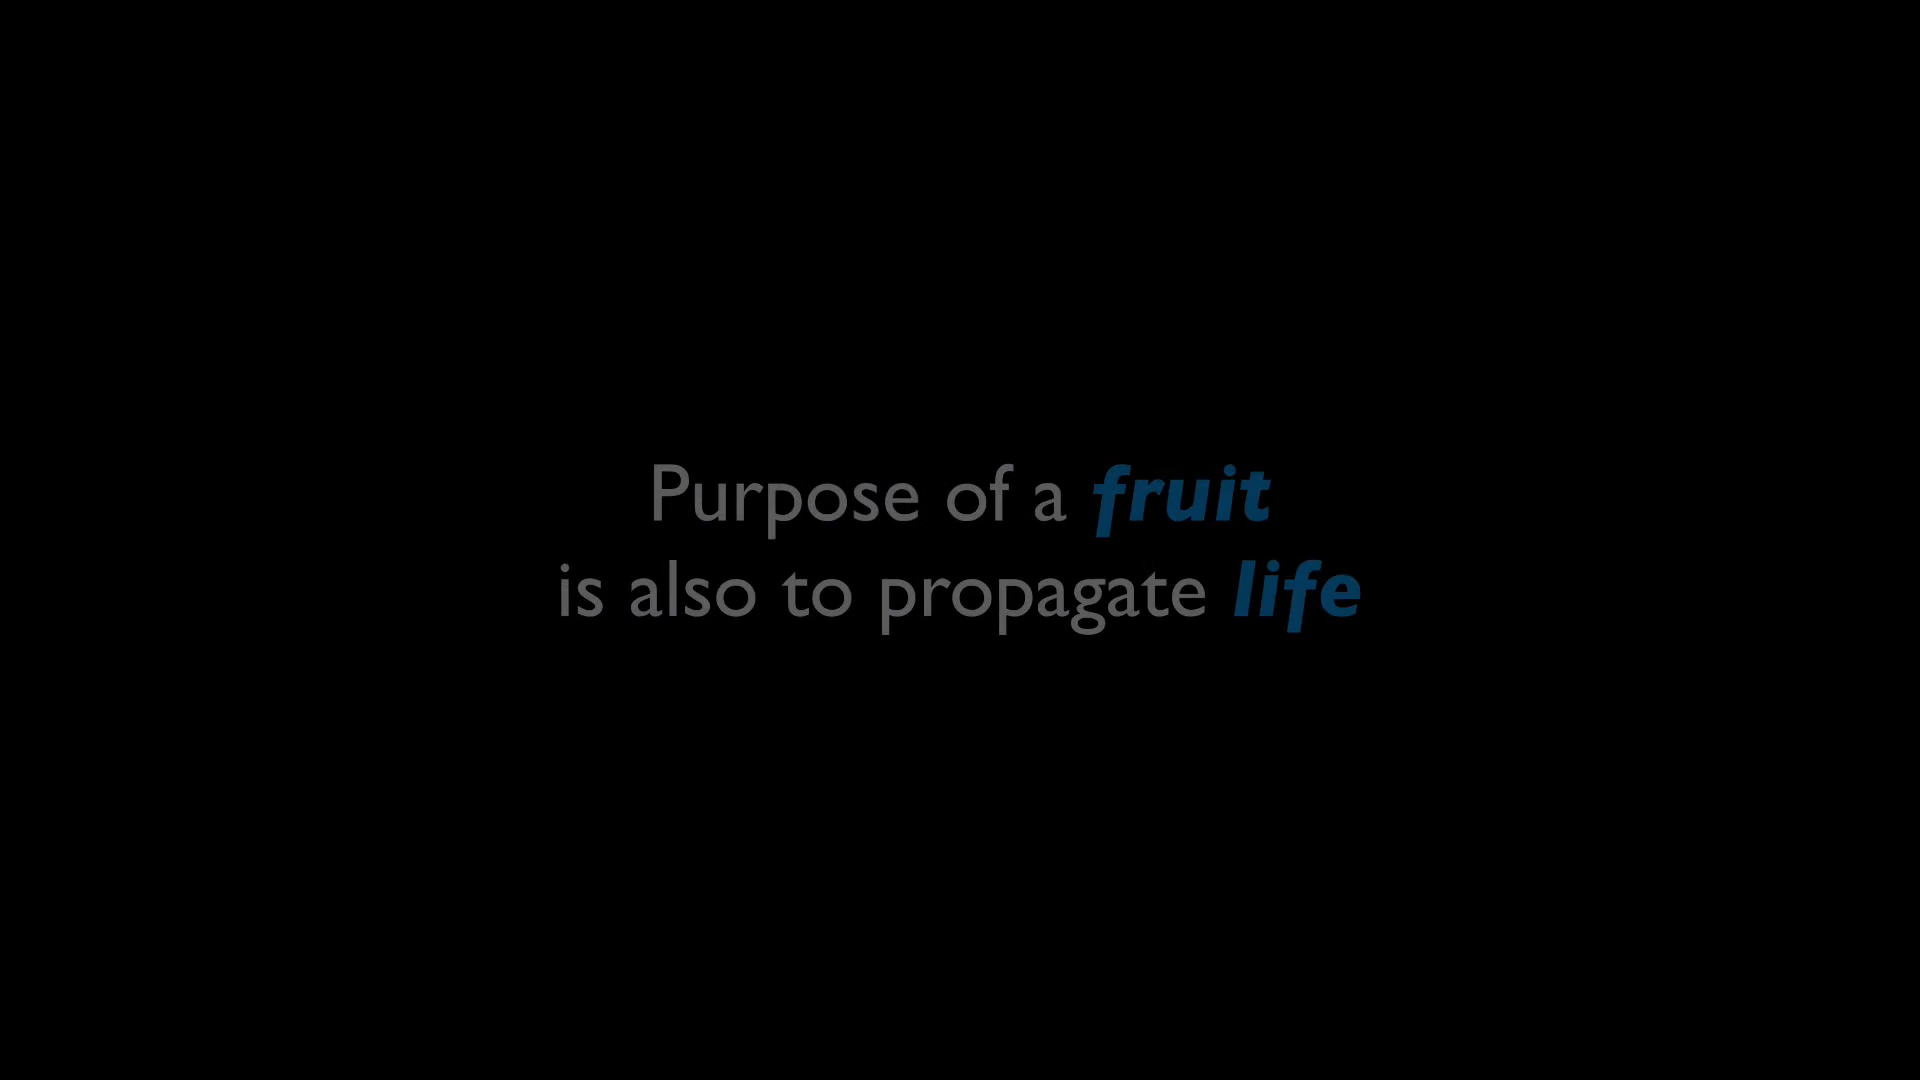 Purpose of a fruit
is also to propagate life